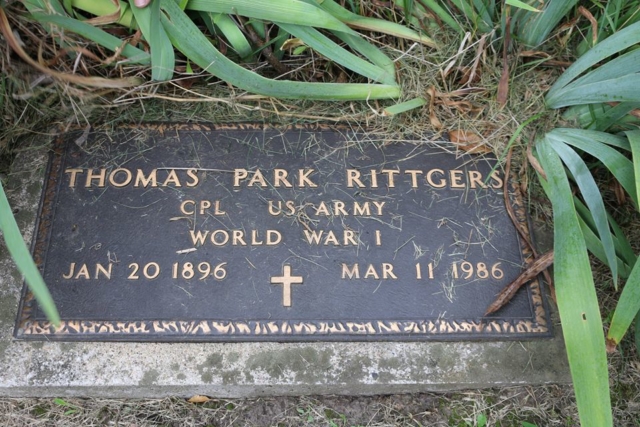 THOMAS PARK RITTGERS
CPL US ARMY
WORLD WAR I
JAN 20 1896 MAR 11 1986